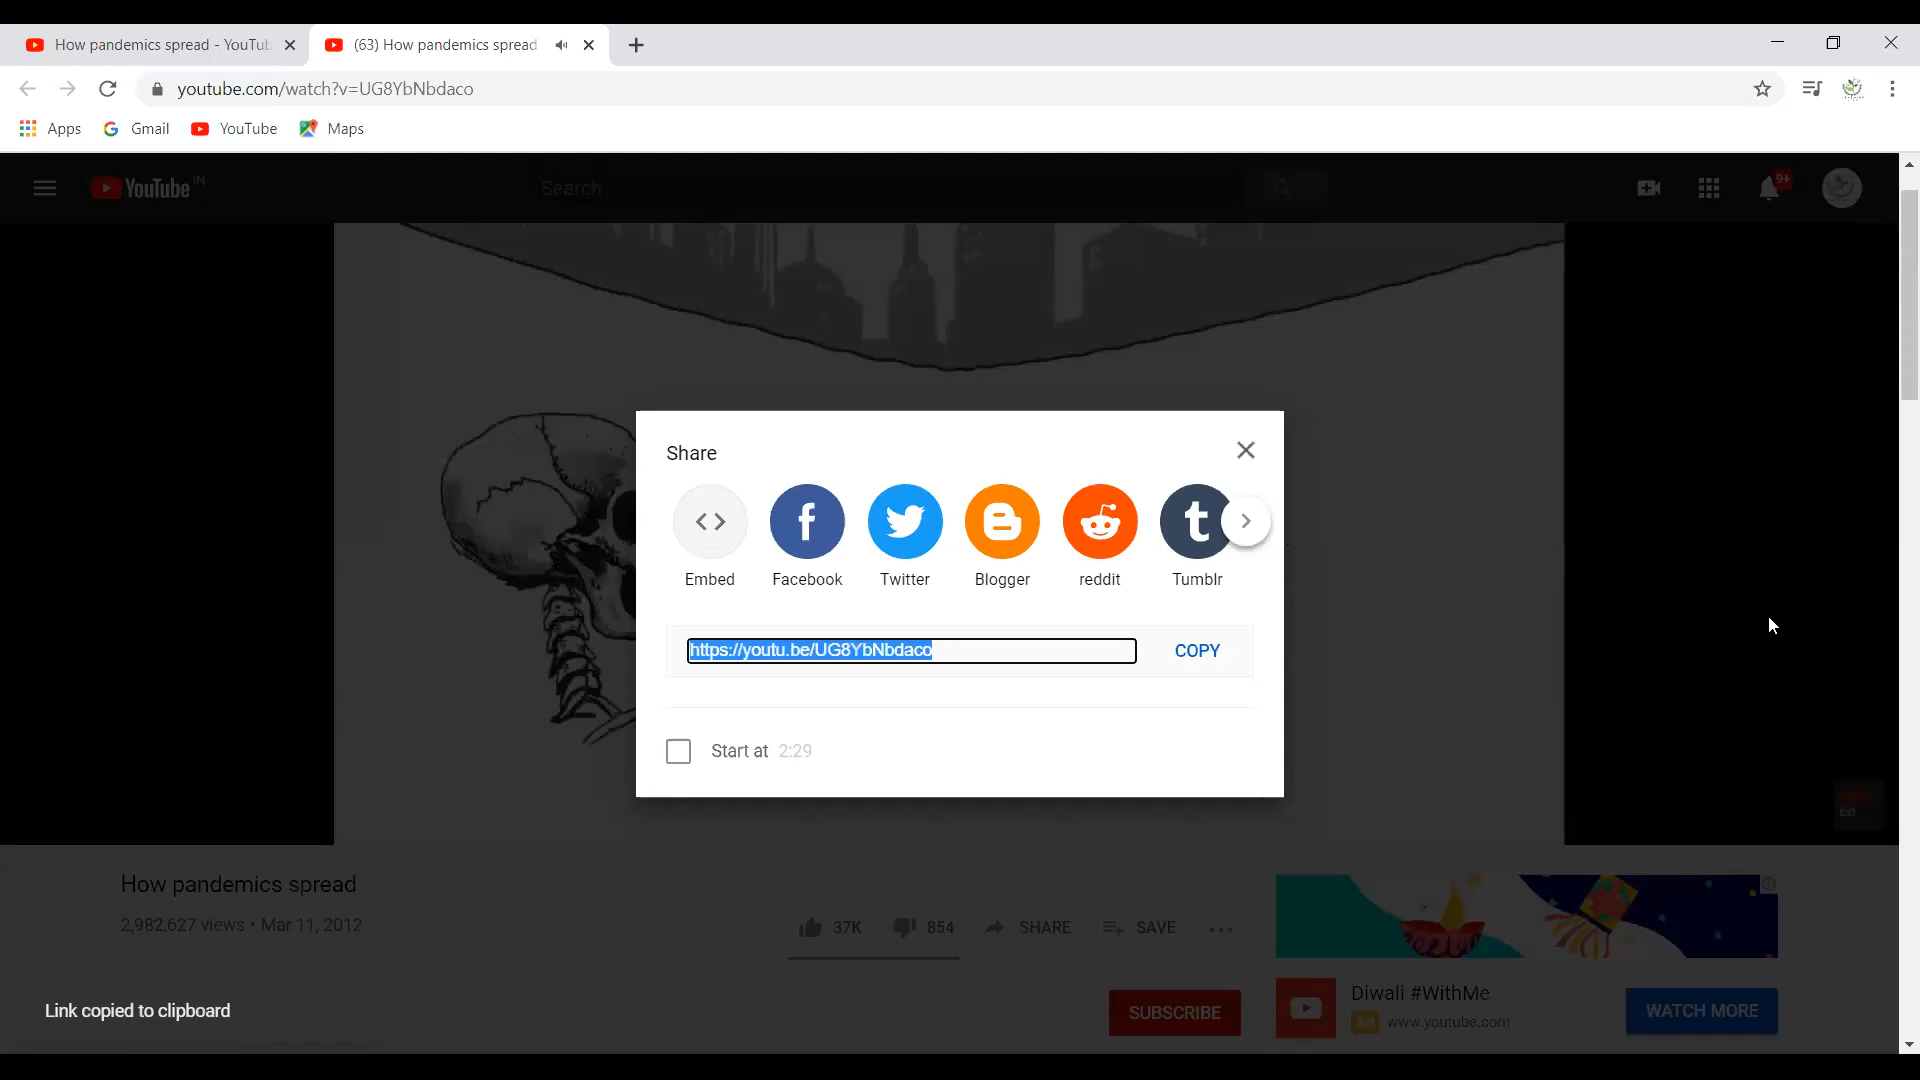 How pandemics spread - YouTub
(63) How pandemics spread
youtube.com/watch?v=UG8YbNbdaco
Apps
Gmail
YouTube
Maps
YouTube IN
Search
9+
Share
Embed
Facebook
Twitter
Blogger
reddit
Tumblr
https://youtu.be/UG8YbNbdaco
COPY
Start at 2:29
How pandemics spread
2,982,627 views • Mar 11, 2012
37K
854
SHARE
SAVE
Link copied to clipboard
SUBSCRIBE
Diwali #WithMe
Ad www.youtube.com
WATCH MORE